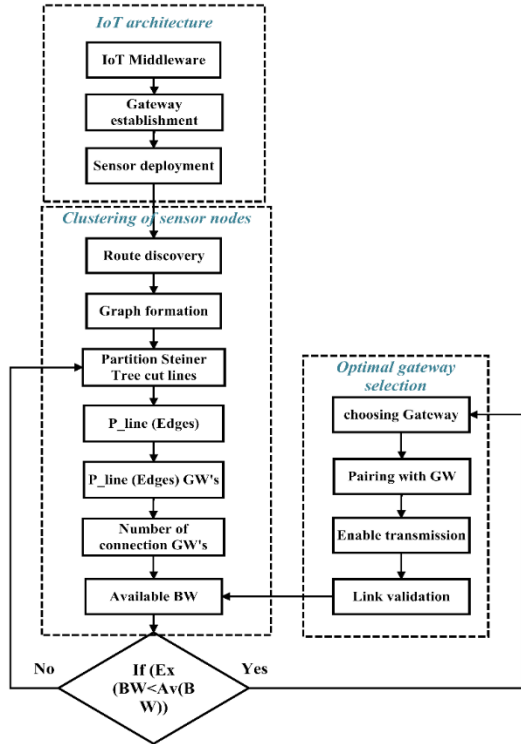 IoT architecture
IoT Middleware
Gateway
establishment
Sensor deployment
Clustering of sensor nodes
Route discovery
Graph formation
Partition Steiner
Tree cut lines
P_line (Edges)
P_line (Edges) GW's
Number of
connection GW's
Available BW
Optimal gateway
selection
choosing Gateway
Pairing with GW
Enable transmission
Link validation
No
If (Ex
(BW<Av(B
W))
Yes